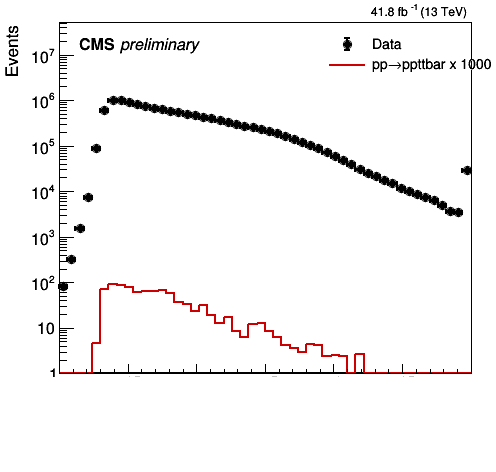 41.8 fb⁻¹ (13 TeV)
Events
CMS preliminary
Data
pp→ppttbar x 1000
10⁷
10⁶
10⁵
10⁴
10³
10²
10
1